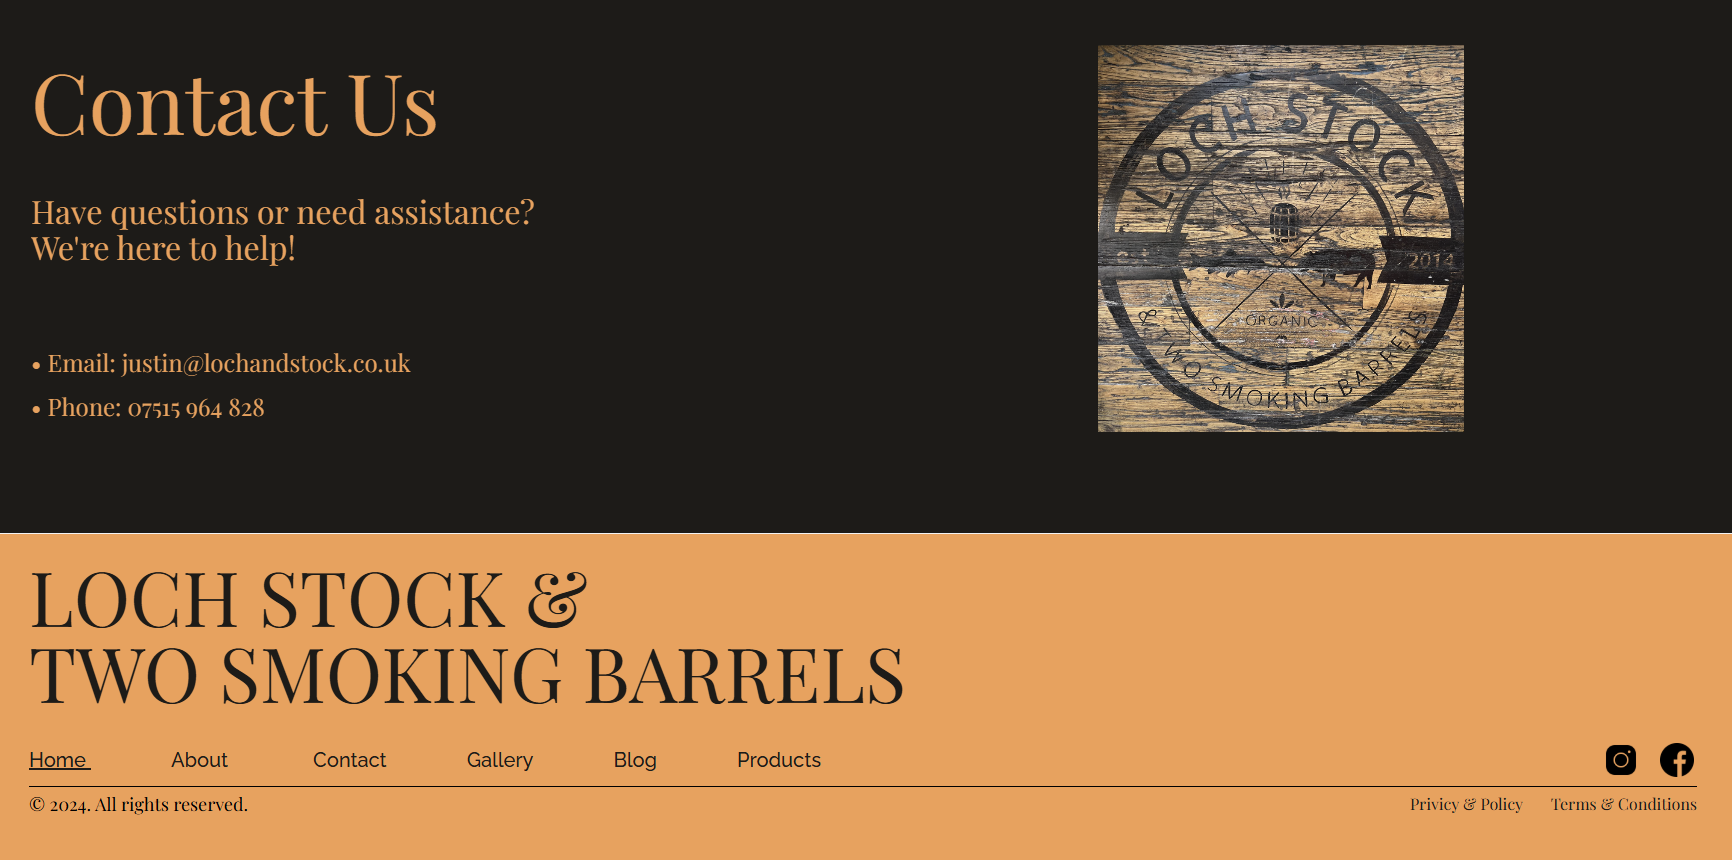 Contact Us
Have questions or need assistance?
We're here to help!
• Email: justin@lochandstock.co.uk
• Phone: 07515 964 828
LOCH STOCK
2014
ORGANIC
& TWO SMOKING BARRELS
LOCH STOCK &
TWO SMOKING BARRELS
Home About Contact Gallery Blog Products
© 2024. All rights reserved.
Privicy & Policy Terms & Conditions